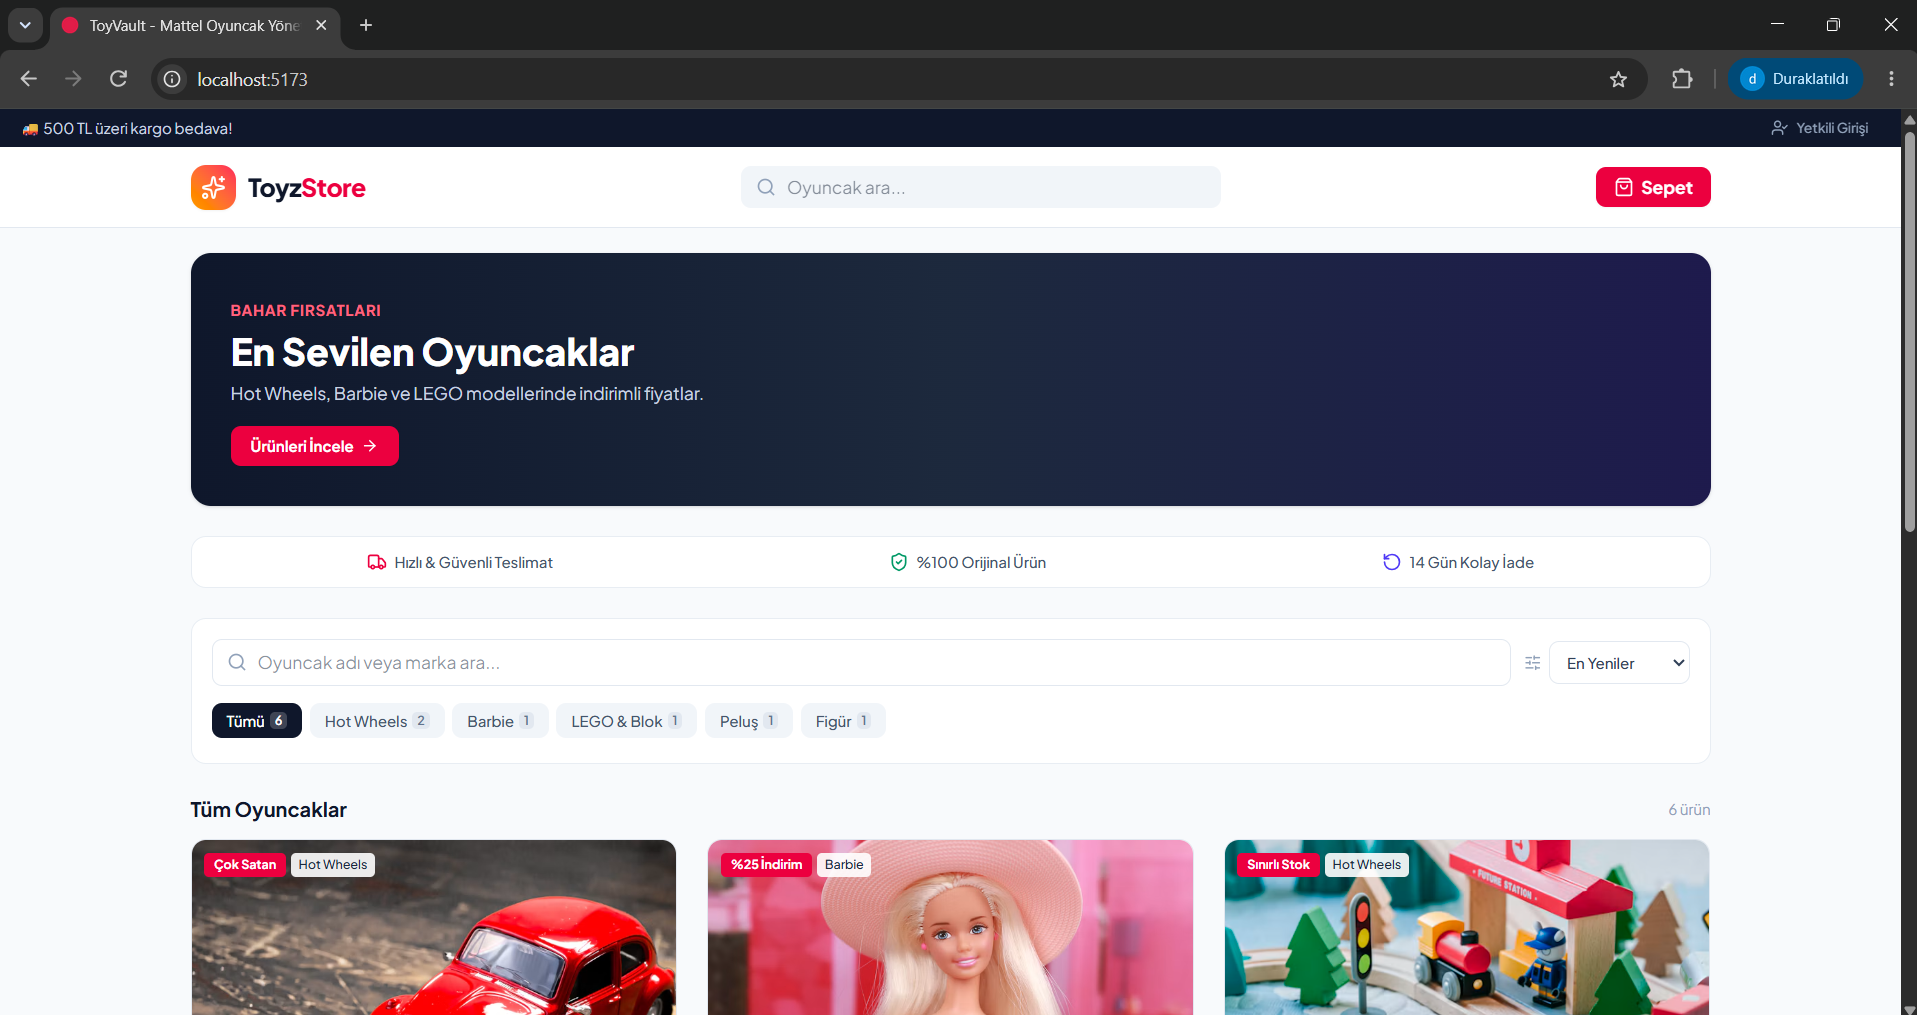 ToyVault - Mattel Oyuncak Yöne
localhost:5173
d Duraklatıldı
500 TL üzeri kargo bedava!
Yetkili Girişi
ToyzStore
Oyuncak ara...
Sepet
BAHAR FIRSATLARI
En Sevilen Oyuncaklar
Hot Wheels, Barbie ve LEGO modellerinde indirimli fiyatlar.
Ürünleri İncele
Hızlı & Güvenli Teslimat
%100 Orijinal Ürün
14 Gün Kolay İade
Oyuncak adı veya marka ara...
En Yeniler
Tümü 6
Hot Wheels 2
Barbie 1
LEGO & Blok 1
Peluş 1
Figür 1
Tüm Oyuncaklar
6 ürün
Çok Satan
Hot Wheels
%25 İndirim
Barbie
Sınırlı Stok
Hot Wheels
FUTURE STATION